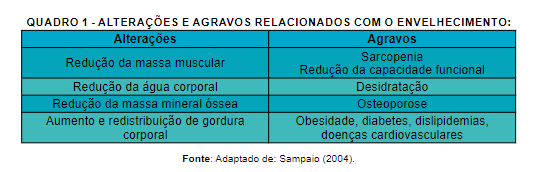 QUADRO 1 - ALTERAÇÕES E AGRAVOS RELACIONADOS COM O ENVELHECIMENTO:
Alterações
Agravos
Redução da massa muscular
Sarcopenia
Redução da capacidade funcional
Redução da água corporal
Desidratação
Redução da massa mineral óssea
Osteoporose
Aumento e redistribuição de gordura
corporal
Obesidade, diabetes, dislipidemias,
doenças cardiovasculares
Fonte: Adaptado de: Sampaio (2004).